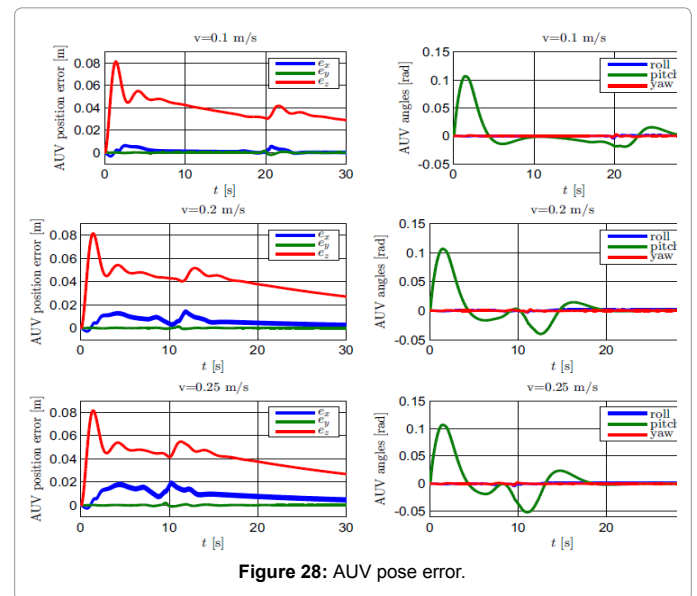 v=0.1 m/s
AUV position error [m]
0.08
0.06
0.04
0.02
0
0
10
20
30
t [s]
e_x
e_y
e_z
v=0.1 m/s
AUV angles [rad]
0.15
0.1
0.05
0
-0.05
0
10
20
t [s]
roll
pitch
yaw
v=0.2 m/s
AUV position error [m]
0.08
0.06
0.04
0.02
0
0
10
20
30
t [s]
e_x
e_y
e_z
v=0.2 m/s
AUV angles [rad]
0.15
0.1
0.05
0
-0.05
0
10
20
t [s]
roll
pitch
yaw
v=0.25 m/s
AUV position error [m]
0.08
0.06
0.04
0.02
0
0
10
20
30
t [s]
e_x
e_y
e_z
v=0.25 m/s
AUV angles [rad]
0.15
0.1
0.05
0
-0.05
0
10
20
t [s]
roll
pitch
yaw
Figure 28: AUV pose error.